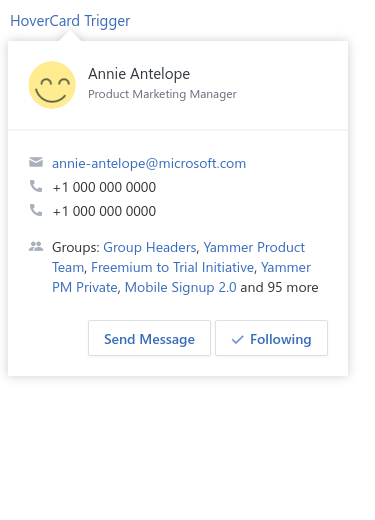 HoverCard Trigger
Annie Antelope
Product Marketing Manager
annie-antelope@microsoft.com
+1 000 000 0000
+1 000 000 0000
Groups: Group Headers, Yammer Product
Team, Freemium to Trial Initiative, Yammer
PM Private, Mobile Signup 2.0 and 95 more
Send Message
Following